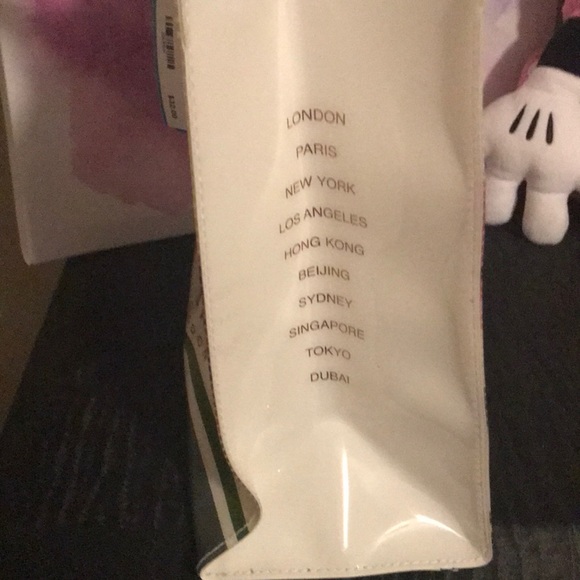 LONDON
PARIS
NEW YORK
LOS ANGELES
HONG KONG
BEIJING
SYDNEY
SINGAPORE
TOKYO
DUBAI